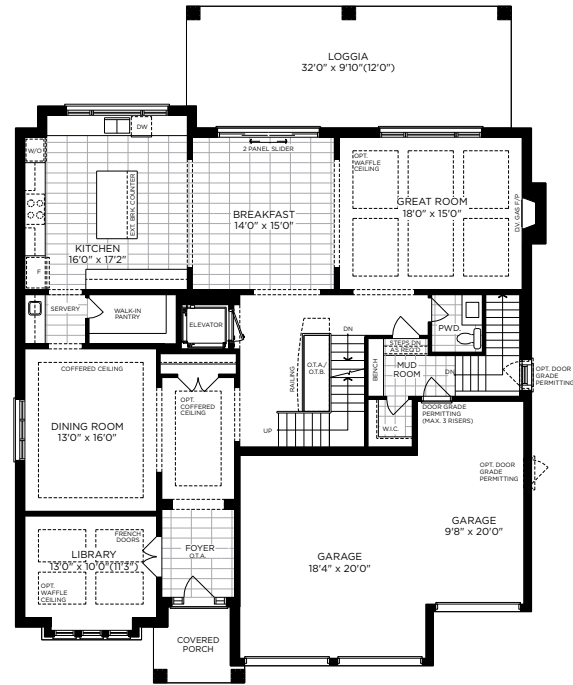 LOGGIA
32'0" x 9'10"(12'0")
DW
W/O
2 PANEL SLIDER
OPT.
WAFFLE
CEILING
EXT. BRK. COUNTER
GREAT ROOM
18'0" x 15'0"
D.V. GAS F/P
BREAKFAST
14'0" x 15'0"
KITCHEN
16'0" x 17'2"
F
SERVERY
WALK-IN
PANTRY
ELEVATOR
DN
PWD.
STEPS DN
AS REQ'D
RAILING
O.T.A./
O.T.B.
BENCH
MUD
ROOM
DN
OPT. DOOR
GRADE
PERMITTING
COFFERED CEILING
OPT.
COFFERED
CEILING
DOOR GRADE
PERMITTING
(MAX. 3 RISERS)
W.I.C.
UP
DINING ROOM
13'0" x 16'0"
OPT. DOOR
GRADE
PERMITTING
GARAGE
9'8" x 20'0"
FRENCH
DOORS
LIBRARY
13'0" x 10'0"(11'3")
FOYER
O.T.A.
GARAGE
18'4" x 20'0"
OPT.
WAFFLE
CEILING
COVERED
PORCH